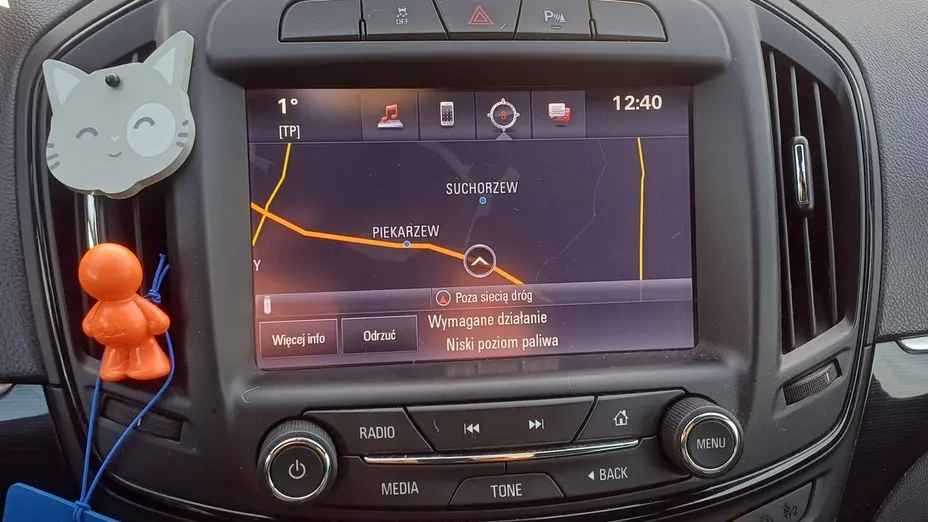 OFF
P
1°
[TP]
12:40
SUCHORZEW
PIEKARZEW
Y
Poza siecią dróg
Więcej info
Odrzuć
Wymagane działanie
Niski poziom paliwa
RADIO
MENU
MEDIA
TONE
BACK